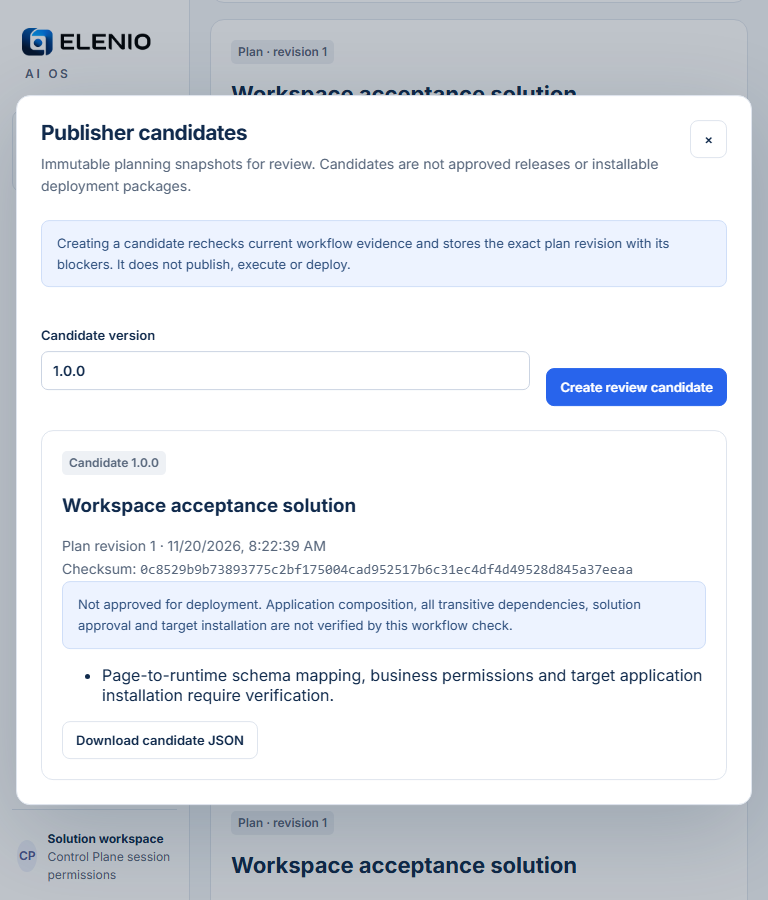 ELENIO
AI OS
Plan · revision 1
Workspace acceptance solution
Publisher candidates
×
Immutable planning snapshots for review. Candidates are not approved releases or installable
deployment packages.
Creating a candidate rechecks current workflow evidence and stores the exact plan revision with its
blockers. It does not publish, execute or deploy.
Candidate version
1.0.0
Create review candidate
Candidate 1.0.0
Workspace acceptance solution
Plan revision 1 · 11/20/2026, 8:22:39 AM
Checksum: 0c8529b9b73893775c2bf175004cad952517b6c31ec4df4d49528d845a37eeaa
Not approved for deployment. Application composition, all transitive dependencies, solution
approval and target installation are not verified by this workflow check.
• Page-to-runtime schema mapping, business permissions and target application
installation require verification.
Download candidate JSON
Plan · revision 1
Workspace acceptance solution
CP
Solution workspace
Control Plane session
permissions